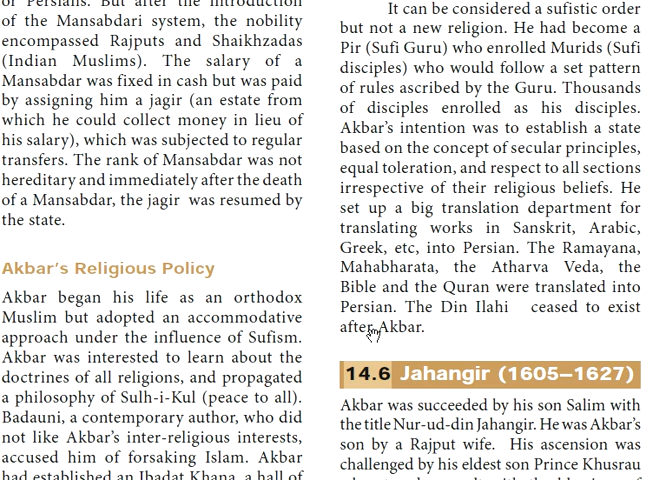 of Persians. But after the introduction
of the Mansabdari system, the nobility
encompassed Rajputs and Shaikhzadas
(Indian Muslims). The salary of a
Mansabdar was fixed in cash but was paid
by assigning him a jagir (an estate from
which he could collect money in lieu of
his salary), which was subjected to regular
transfers. The rank of Mansabdar was not
hereditary and immediately after the death
of a Mansabdar, the jagir was resumed by
the state.
Akbar's Religious Policy
Akbar began his life as an orthodox
Muslim but adopted an accommodative
approach under the influence of Sufism.
Akbar was interested to learn about the
doctrines of all religions, and propagated
a philosophy of Sulh-i-Kul (peace to all).
Badauni, a contemporary author, who did
not like Akbar's inter-religious interests,
accused him of forsaking Islam. Akbar
had established an Ibadat Khana, a hall of
It can be considered a sufistic order
but not a new religion. He had become a
Pir (Sufi Guru) who enrolled Murids (Sufi
disciples) who would follow a set pattern
of rules ascribed by the Guru. Thousands
of disciples enrolled as his disciples.
Akbar's intention was to establish a state
based on the concept of secular principles,
equal toleration, and respect to all sections
irrespective of their religious beliefs. He
set up a big translation department for
translating works in Sanskrit, Arabic,
Greek, etc, into Persian. The Ramayana,
Mahabharata, the Atharva Veda, the
Bible and the Quran were translated into
Persian. The Din Ilahi ceased to exist
after Akbar.
14.6 Jahangir (1605–1627)
Akbar was succeeded by his son Salim with
the title Nur-ud-din Jahangir. He was Akbar's
son by a Rajput wife. His ascension was
challenged by his eldest son Prince Khusrau